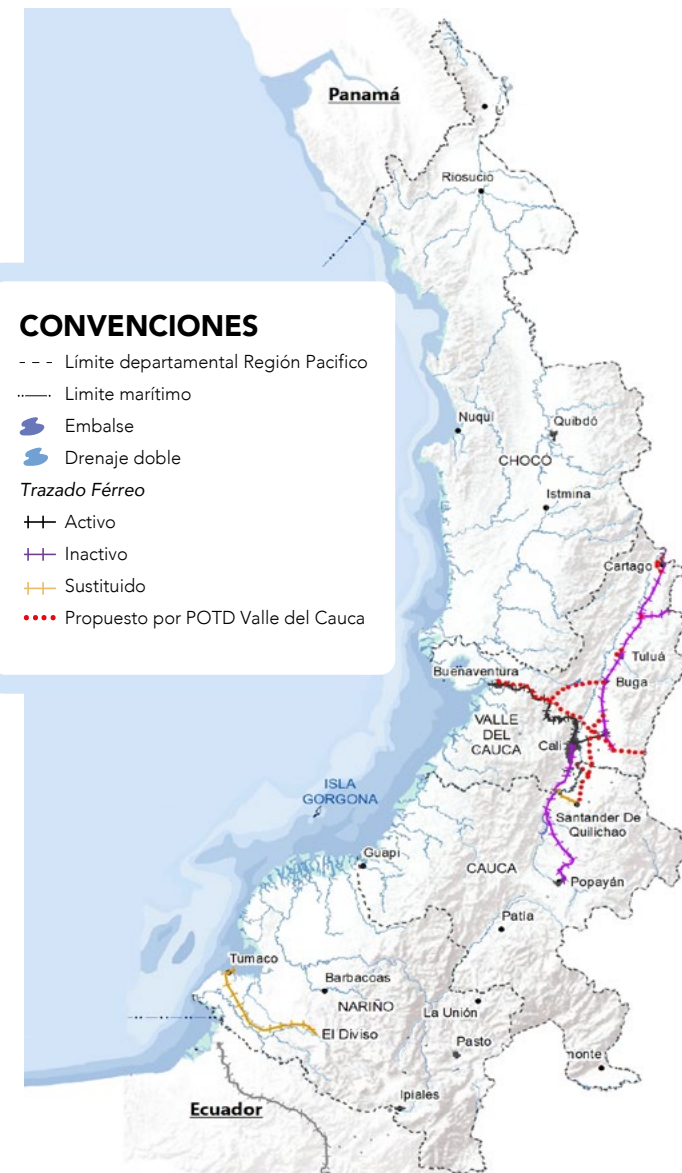 Panamá
Riosucio
CONVENCIONES
Límite departamental Región Pacifico
Limite marítimo
Embalse
Drenaje doble
Trazado Férreo
Activo
Inactivo
Sustituido
Propuesto por POTD Valle del Cauca
Nuquí
Quibdó
CHOCÓ
Istmina
Cartago
Tuluá
Buenaventura
Buga
VALLE
DEL
CAUCA
Cali
ISLA
GORGONA
Santander De
Quilichao
Guapi
CAUCA
Popayán
Patía
Tumaco
Barbacoas
NARIÑO
La Unión
El Diviso
Pasto
monte
Ipiales
Ecuador